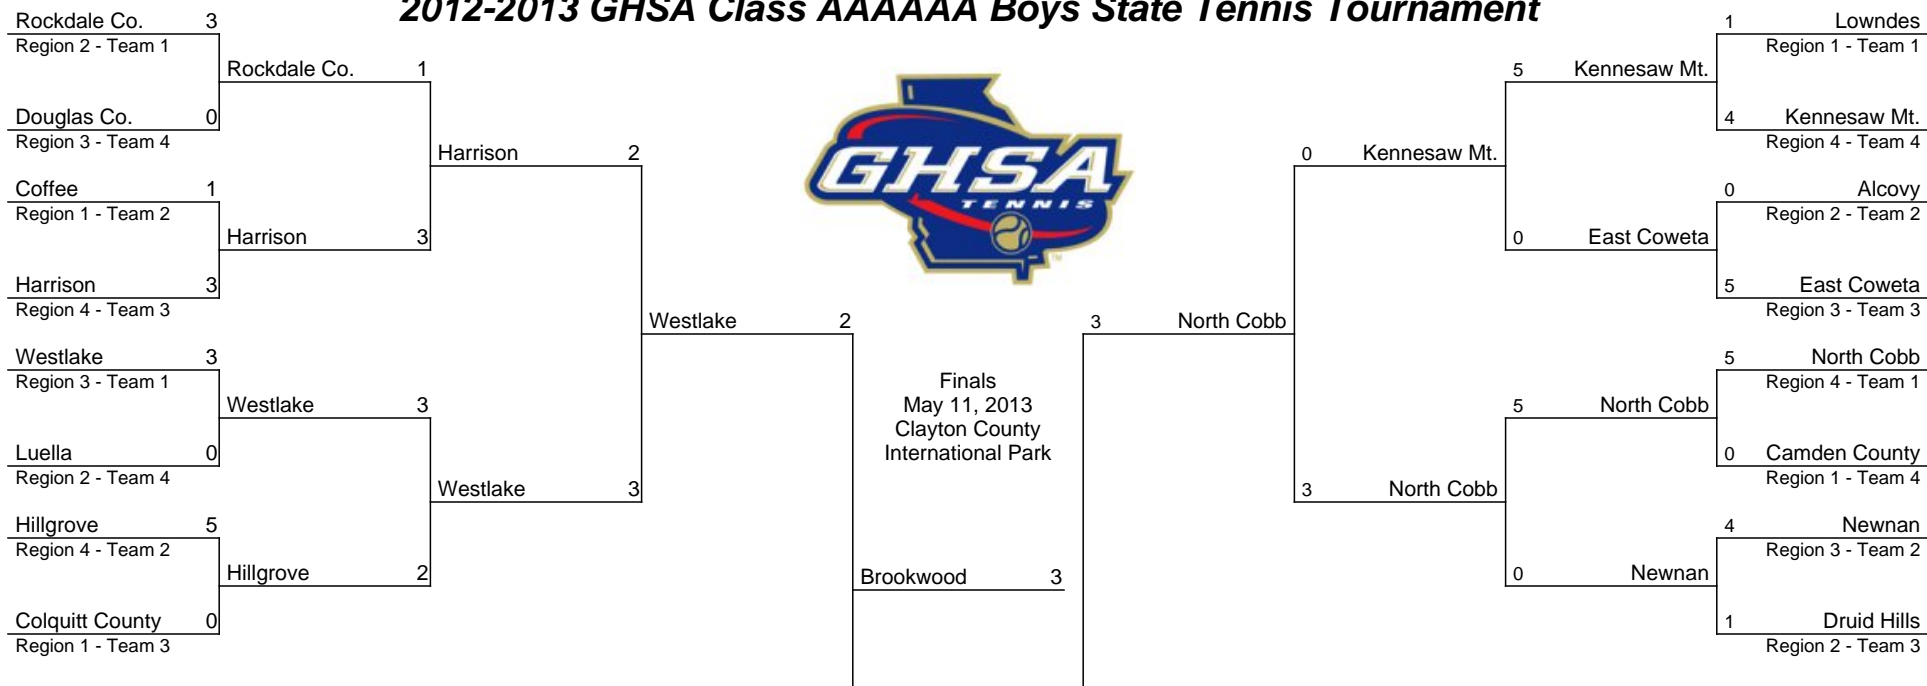 2012-2013 GHSA Class AAAAAA Boys State Tennis Tournament
Rockdale Co. 3
Region 2 - Team 1
Douglas Co. 0
Region 3 - Team 4
Coffee 1
Region 1 - Team 2
Harrison 3
Region 4 - Team 3
Westlake 3
Region 3 - Team 1
Luella 0
Region 2 - Team 4
Hillgrove 5
Region 4 - Team 2
Colquitt County 0
Region 1 - Team 3
Rockdale Co. 1
Harrison 3
Westlake 3
Hillgrove 2
Harrison 2
Westlake 3
Westlake 2
GHSA
TENNIS
TM
Finals
May 11, 2013
Clayton County
International Park
Brookwood 3
3 North Cobb
0 Kennesaw Mt.
3 North Cobb
5 Kennesaw Mt.
0 East Coweta
5 North Cobb
0 Newnan
1 Lowndes
Region 1 - Team 1
4 Kennesaw Mt.
Region 4 - Team 4
0 Alcovy
Region 2 - Team 2
5 East Coweta
Region 3 - Team 3
5 North Cobb
Region 4 - Team 1
0 Camden County
Region 1 - Team 4
4 Newnan
Region 3 - Team 2
1 Druid Hills
Region 2 - Team 3